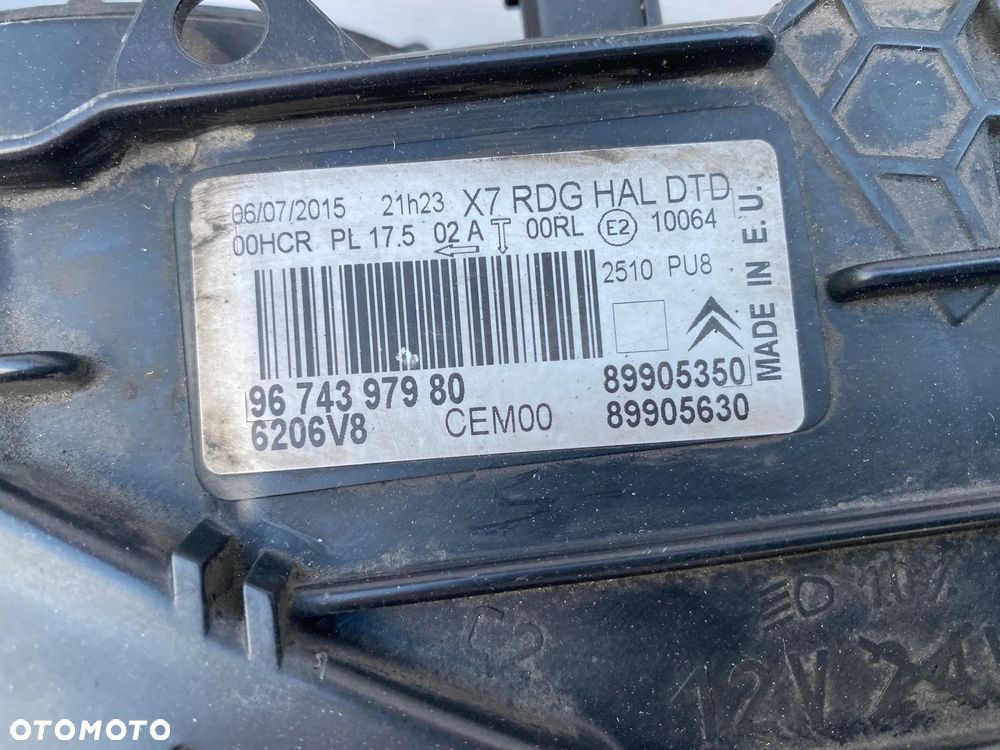 06/07/2015 21h23 X7 RDG HAL DTD
00HCR PL 17.5 02 A 00RL E2 10064
2510 PU8
MADE IN E.U.
96 743 979 80
89905350
6206V8 CEM00 89905630
C2
12V
OTOMOTO